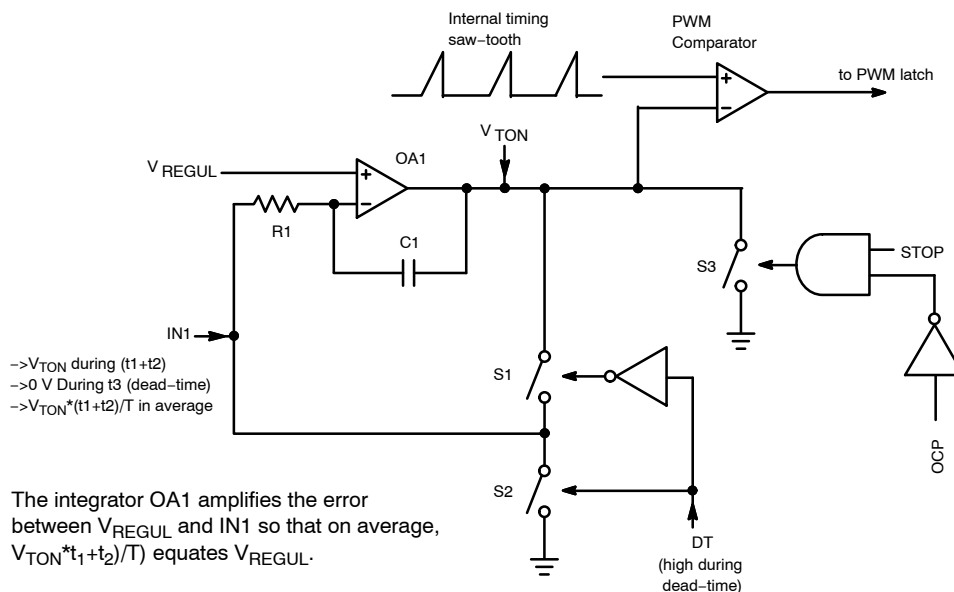 Internal timing
saw−tooth
PWM
Comparator
to PWM latch
V TON
OA1
V REGUL
+
−
+
−
R1
C1
S3
STOP
IN1
−>VTON during (t1+t2)
−>0 V During t3 (dead−time)
−>VTON*(t1+t2)/T in average
S1
OCP
S2
The integrator OA1 amplifies the error
between VREGUL and IN1 so that on average,
VTON*t1+t2)/T) equates VREGUL.
DT
(high during
dead−time)